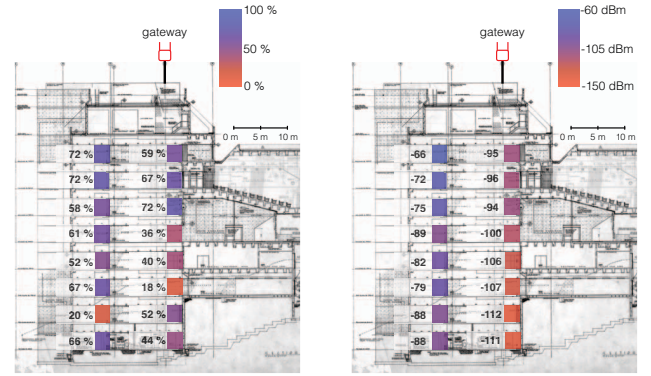 100 %
gateway
50 %
0 %
0 m 5 m 10 m
72 % 59 %
72 % 67 %
58 % 72 %
61 % 36 %
52 % 40 %
67 % 18 %
20 % 52 %
66 % 44 %
-60 dBm
gateway
-105 dBm
-150 dBm
0 m 5 m 10 m
-66 -95
-72 -96
-75 -94
-89 -100
-82 -106
-79 -107
-88 -112
-88 -111